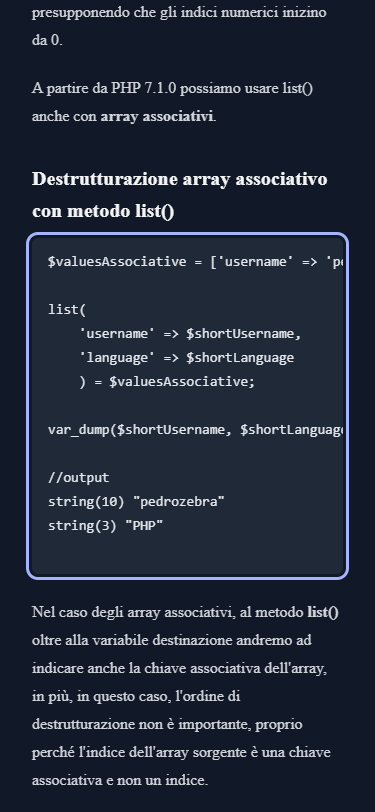 presupponendo che gli indici numerici inizino
da 0.
A partire da PHP 7.1.0 possiamo usare list()
anche con array associativi.
Destrutturazione array associativo
con metodo list()
$valuesAssociative = ['username' => 'pe
list(
    'username' => $shortUsername,
    'language' => $shortLanguage
    ) = $valuesAssociative;
var_dump($shortUsername, $shortLanguage
//output
string(10) "pedrozebra"
string(3) "PHP"
Nel caso degli array associativi, al metodo list()
oltre alla variabile destinazione andremo ad
indicare anche la chiave associativa dell'array,
in più, in questo caso, l'ordine di
destrutturazione non è importante, proprio
perché l'indice dell'array sorgente è una chiave
associativa e non un indice.